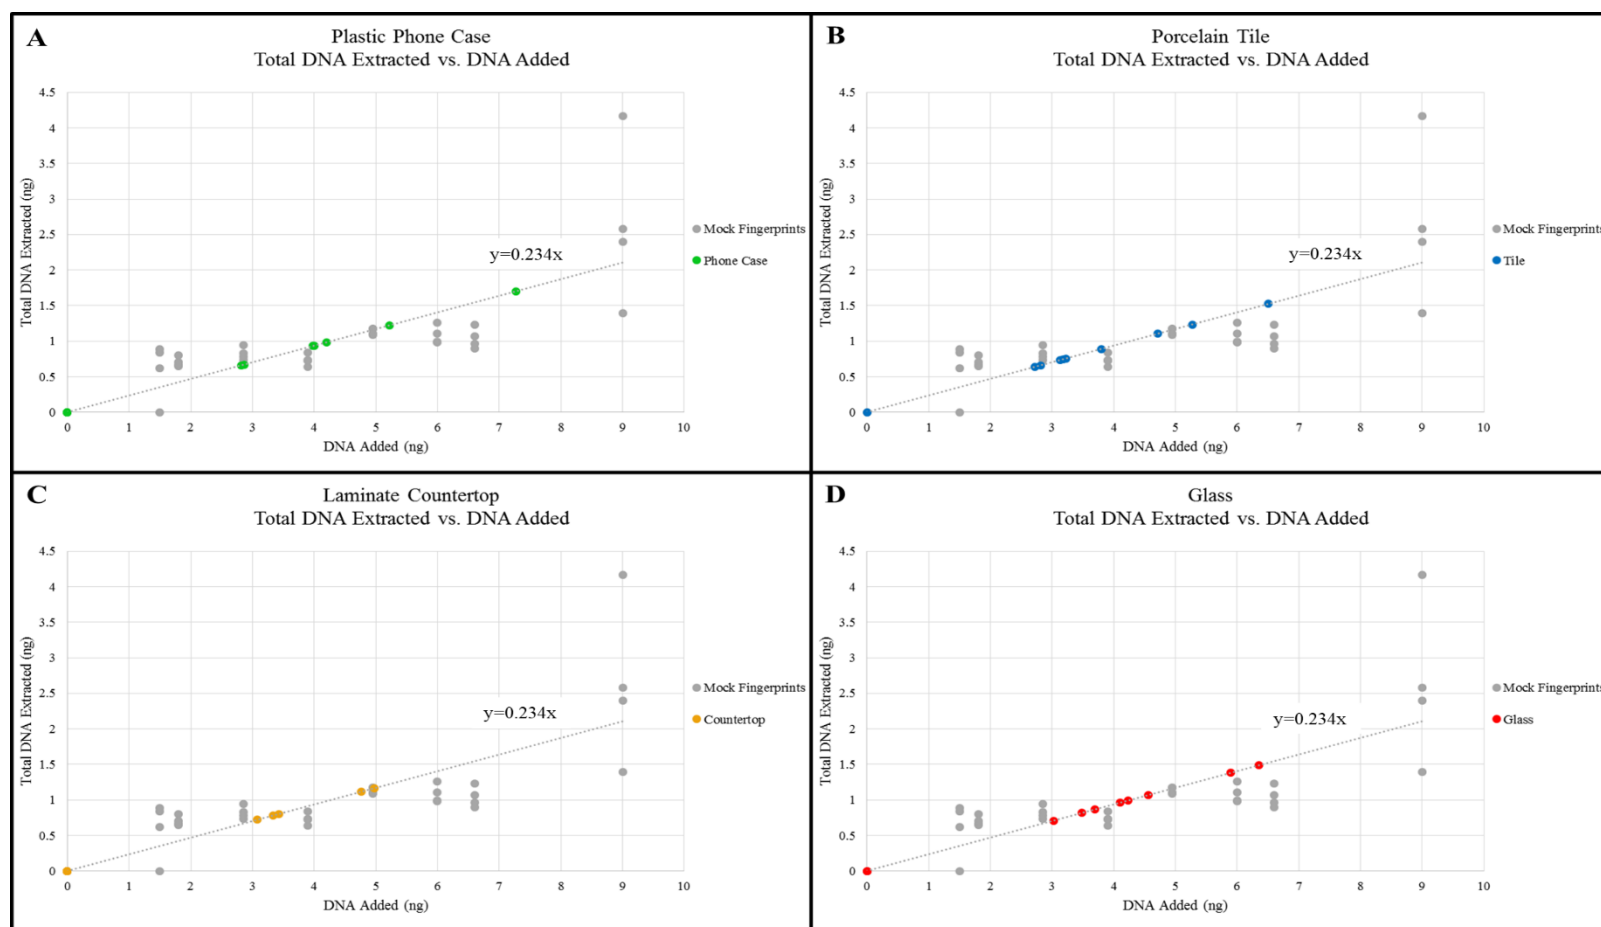 A
Plastic Phone Case
Total DNA Extracted vs. DNA Added
Total DNA Extracted (ng)
4.5
4
3.5
3
2.5
2
1.5
1
0.5
0
y=0.234x
0 1 2 3 4 5 6 7 8 9 10
DNA Added (ng)
Mock Fingerprints
Phone Case
B
Porcelain Tile
Total DNA Extracted vs. DNA Added
Total DNA Extracted (ng)
4.5
4
3.5
3
2.5
2
1.5
1
0.5
0
y=0.234x
0 1 2 3 4 5 6 7 8 9 10
DNA Added (ng)
Mock Fingerprints
Tile
C
Laminate Countertop
Total DNA Extracted vs. DNA Added
Total DNA Extracted (ng)
4.5
4
3.5
3
2.5
2
1.5
1
0.5
0
y=0.234x
0 1 2 3 4 5 6 7 8 9 10
DNA Added (ng)
Mock Fingerprints
Countertop
D
Glass
Total DNA Extracted vs. DNA Added
Total DNA Extracted (ng)
4.5
4
3.5
3
2.5
2
1.5
1
0.5
0
y=0.234x
0 1 2 3 4 5 6 7 8 9 10
DNA Added (ng)
Mock Fingerprints
Glass